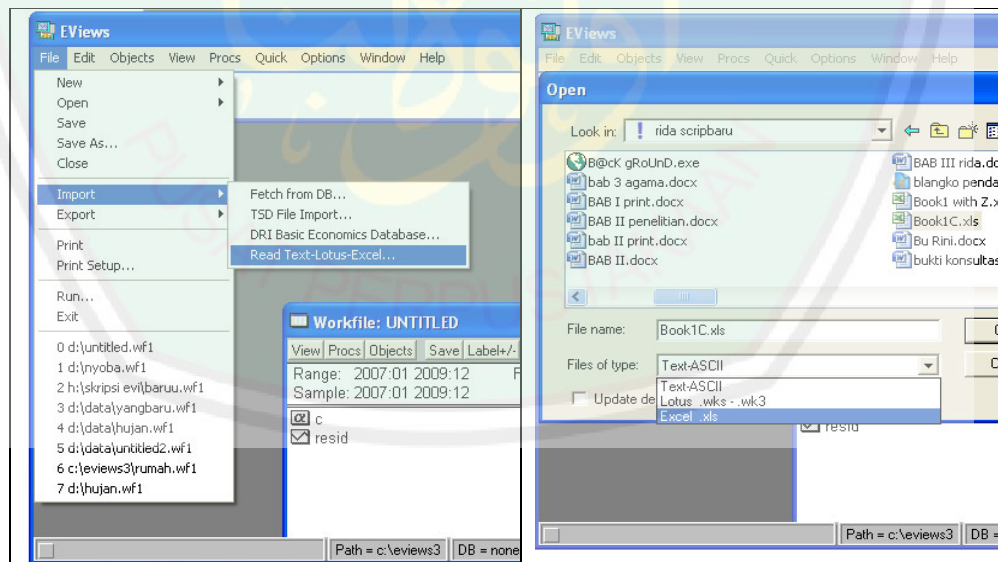 EViews
File Edit Objects View Procs Quick Options Window Help
New
Open
Save
Save As...
Close
Import
Export
Print
Print Setup...
Run...
Exit
0 d:\untitled.wf1
1 d:\nyoba.wf1
2 h:\skripsi evi\baruu.wf1
3 d:\data\yangbaru.wf1
4 d:\data\hujan.wf1
5 d:\data\untitled2.wf1
6 c:\eviews3\rumah.wf1
7 d:\hujan.wf1
Fetch from DB...
TSD File Import...
DRI Basic Economics Database...
Read Text-Lotus-Excel...
Workfile: UNTITLED
View Procs Objects Save Label+/-
Range: 2007:01 2009:12 F
Sample: 2007:01 2009:12
c
resid
Path = c:\eviews3 DB = none
EViews
File Edit Objects View Procs Quick Options Window Help
Open
Look in: rida scripbaru
B@cK gRoUnD.exe
bab 3 agama.docx
BAB I print.docx
BAB II penelitian.docx
bab II print.docx
BAB II.docx
BAB III rida.do
blangko penda
Book1 with Z.x
Book1C.xls
Bu Rini.docx
bukti konsultas
File name: Book1C.xls
Files of type: Text-ASCII
Text-ASCII
Lotus .wks - .wk3
Excel .xls
Update de
resid
Path = c:\eviews3 DB =